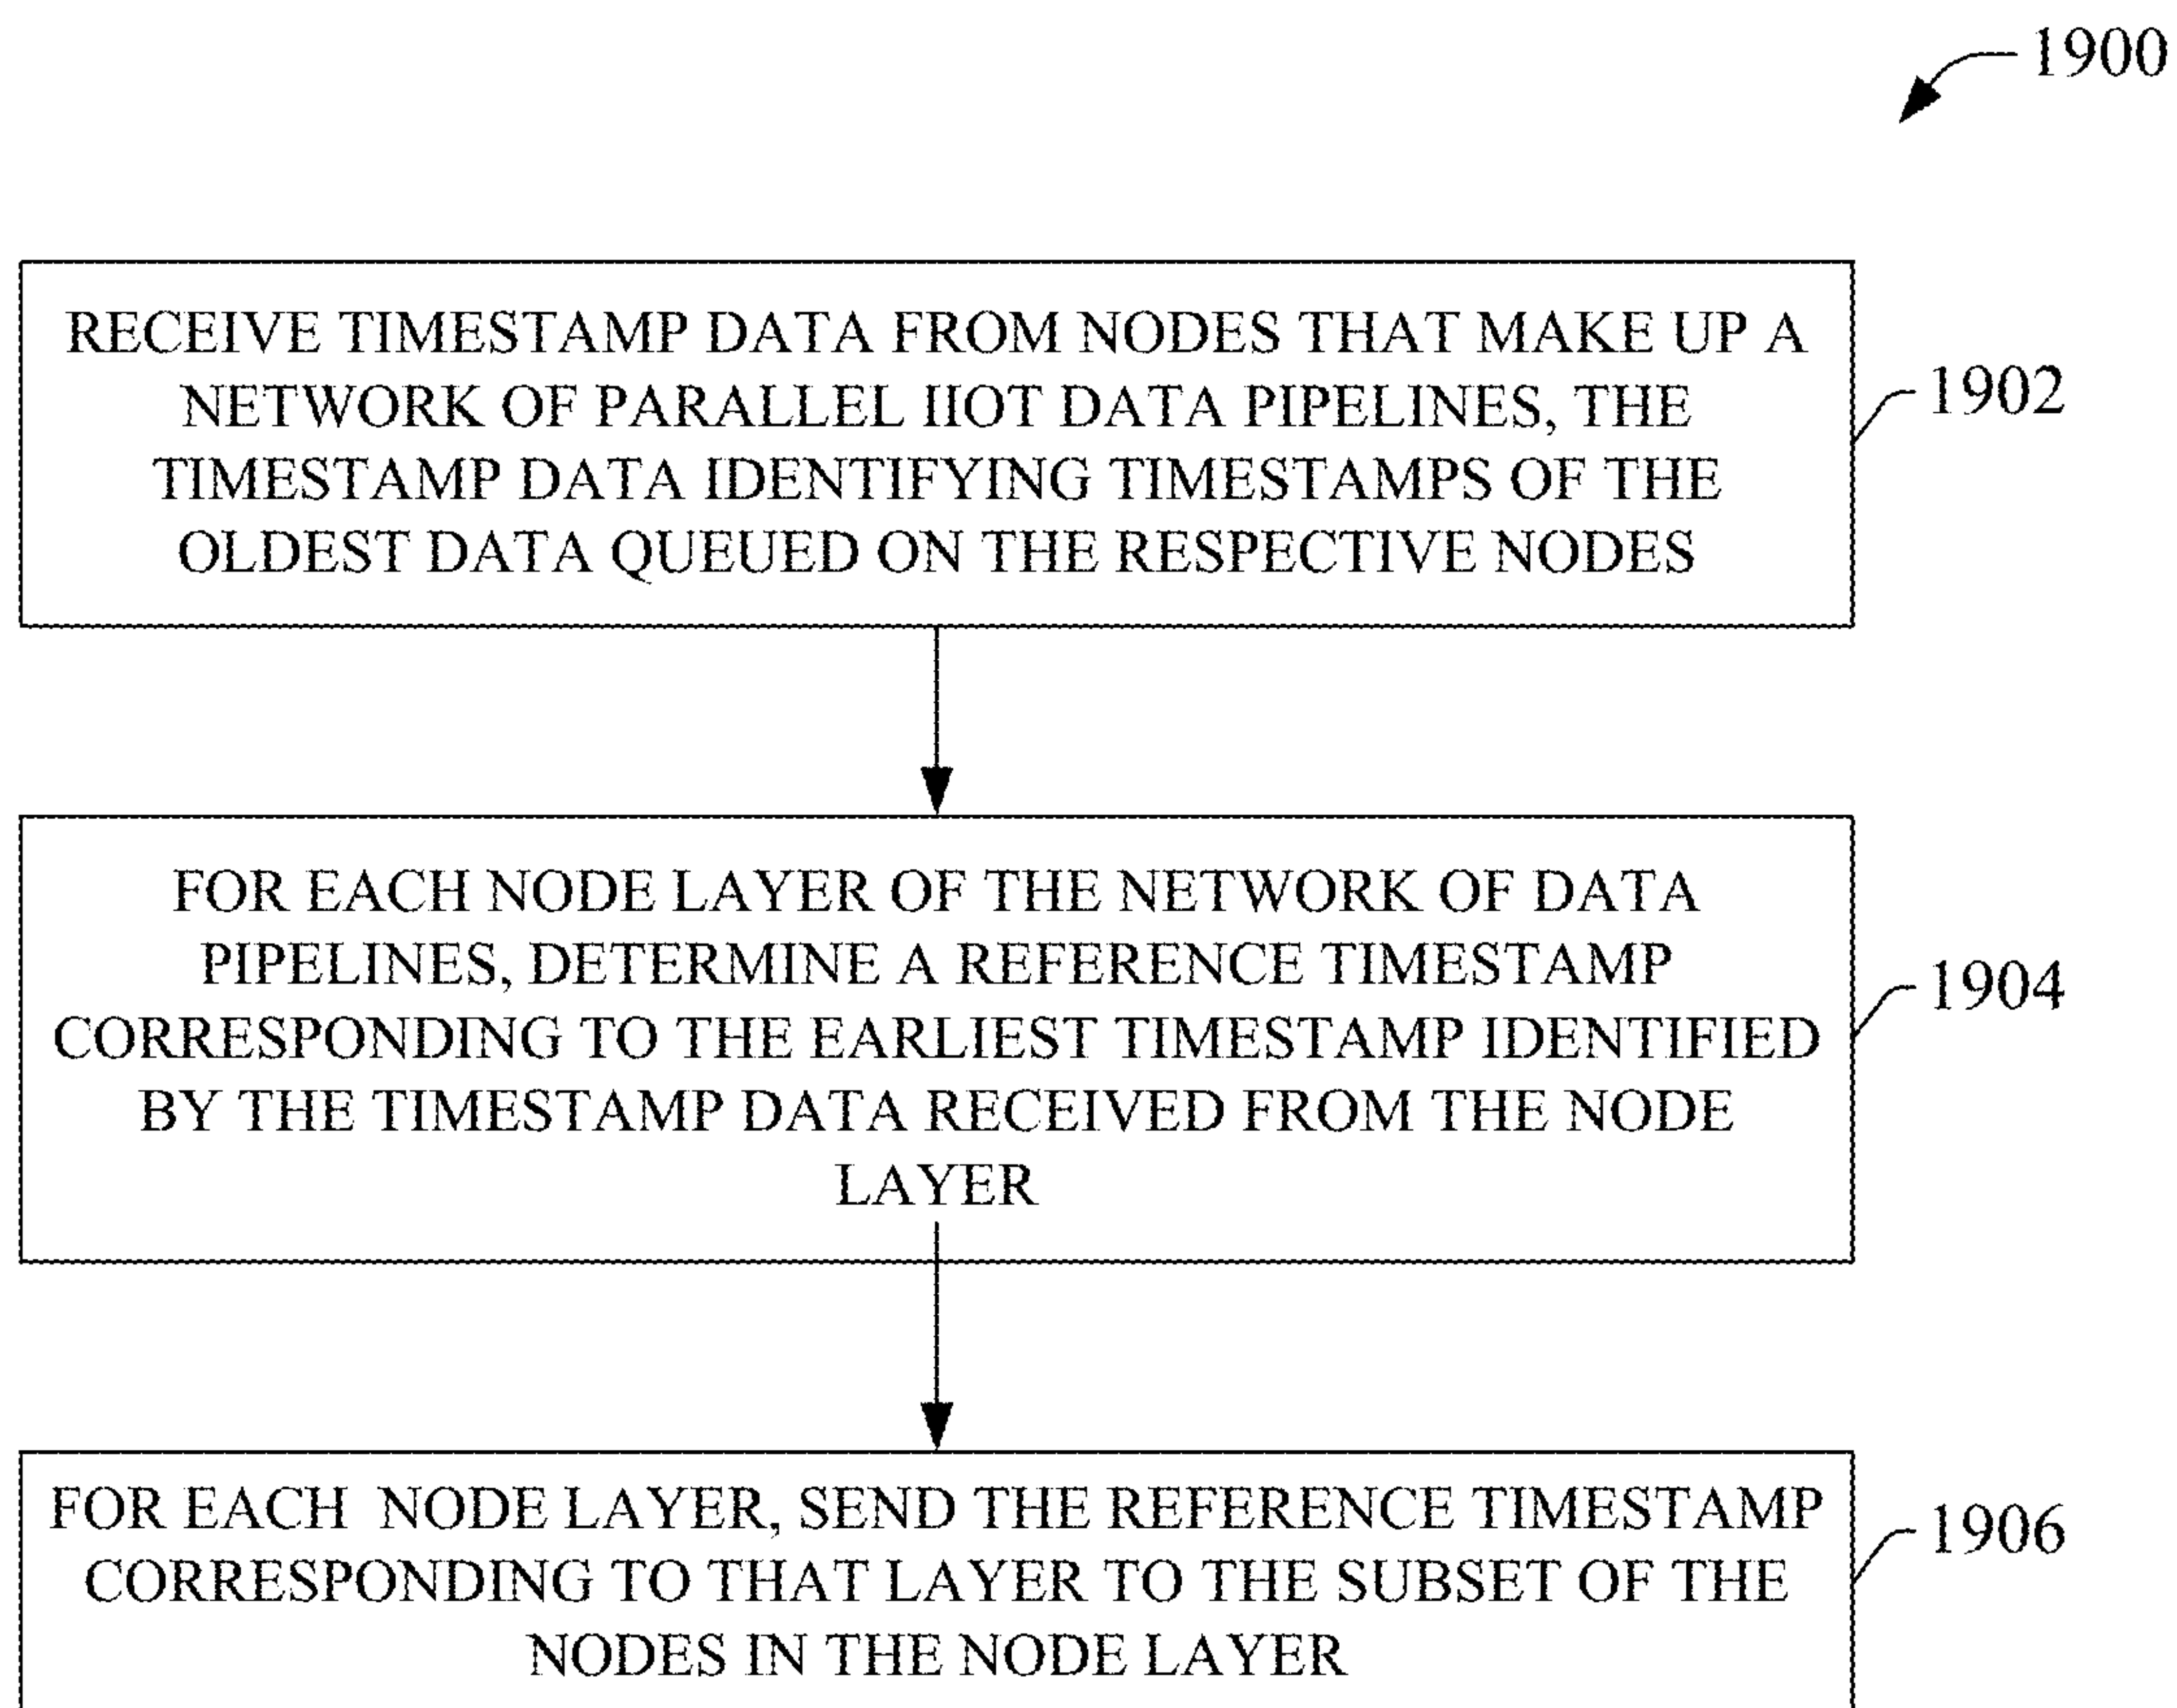 1900
RECEIVE TIMESTAMP DATA FROM NODES THAT MAKE UP A
NETWORK OF PARALLEL IIOT DATA PIPELINES, THE
TIMESTAMP DATA IDENTIFYING TIMESTAMPS OF THE
OLDEST DATA QUEUED ON THE RESPECTIVE NODES
1902
FOR EACH NODE LAYER OF THE NETWORK OF DATA
PIPELINES, DETERMINE A REFERENCE TIMESTAMP
CORRESPONDING TO THE EARLIEST TIMESTAMP IDENTIFIED
BY THE TIMESTAMP DATA RECEIVED FROM THE NODE
LAYER
1904
FOR EACH NODE LAYER, SEND THE REFERENCE TIMESTAMP
CORRESPONDING TO THAT LAYER TO THE SUBSET OF THE
NODES IN THE NODE LAYER
1906